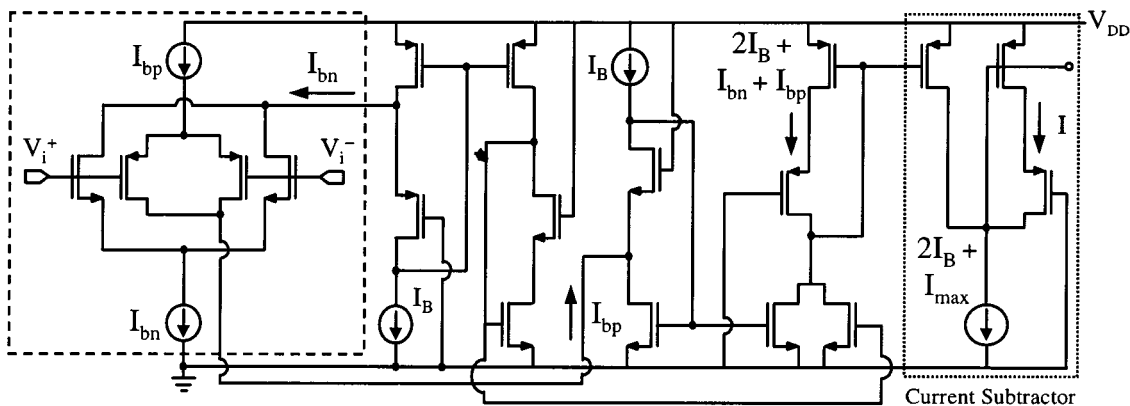 V_DD
I_bp
I_bn
I_B
2I_B +
I_bn + I_bp
I
V_i^+
V_i^-
2I_B +
I_max
I_B
I_bn
I_bp
Current Subtractor